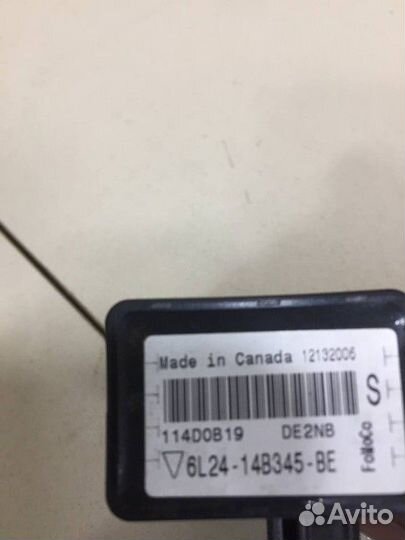 Made in Canada 12132006
S
114D0B19 DE2NB
6L24-14B345-BE
FoMoCo
Avito